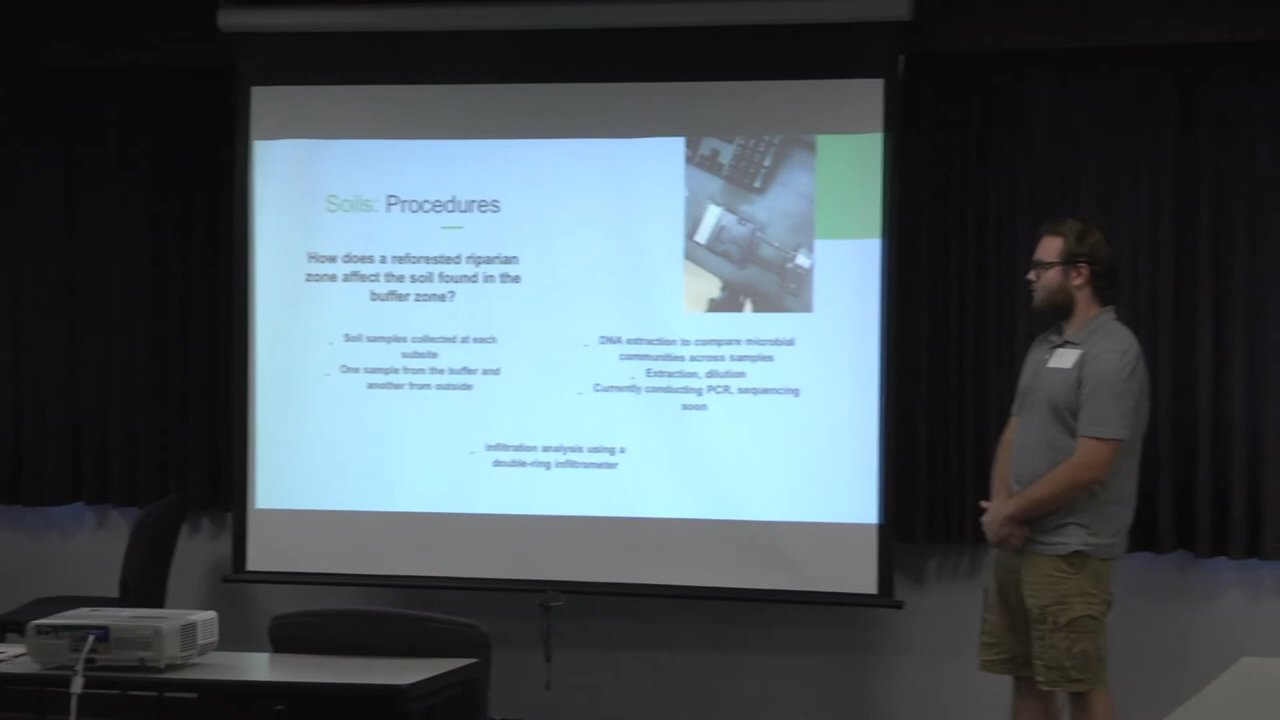 Soils: Procedures
How does a reforested riparian
zone affect the soil found in the
buffer zone?
Soil samples collected at each
subsite
One sample from the buffer and
another from outside
DNA extraction to compare microbial
communities across samples
Extraction, dilution
Currently conducting PCR, sequencing
soon
Infiltration analysis using a
double-ring infiltrometer